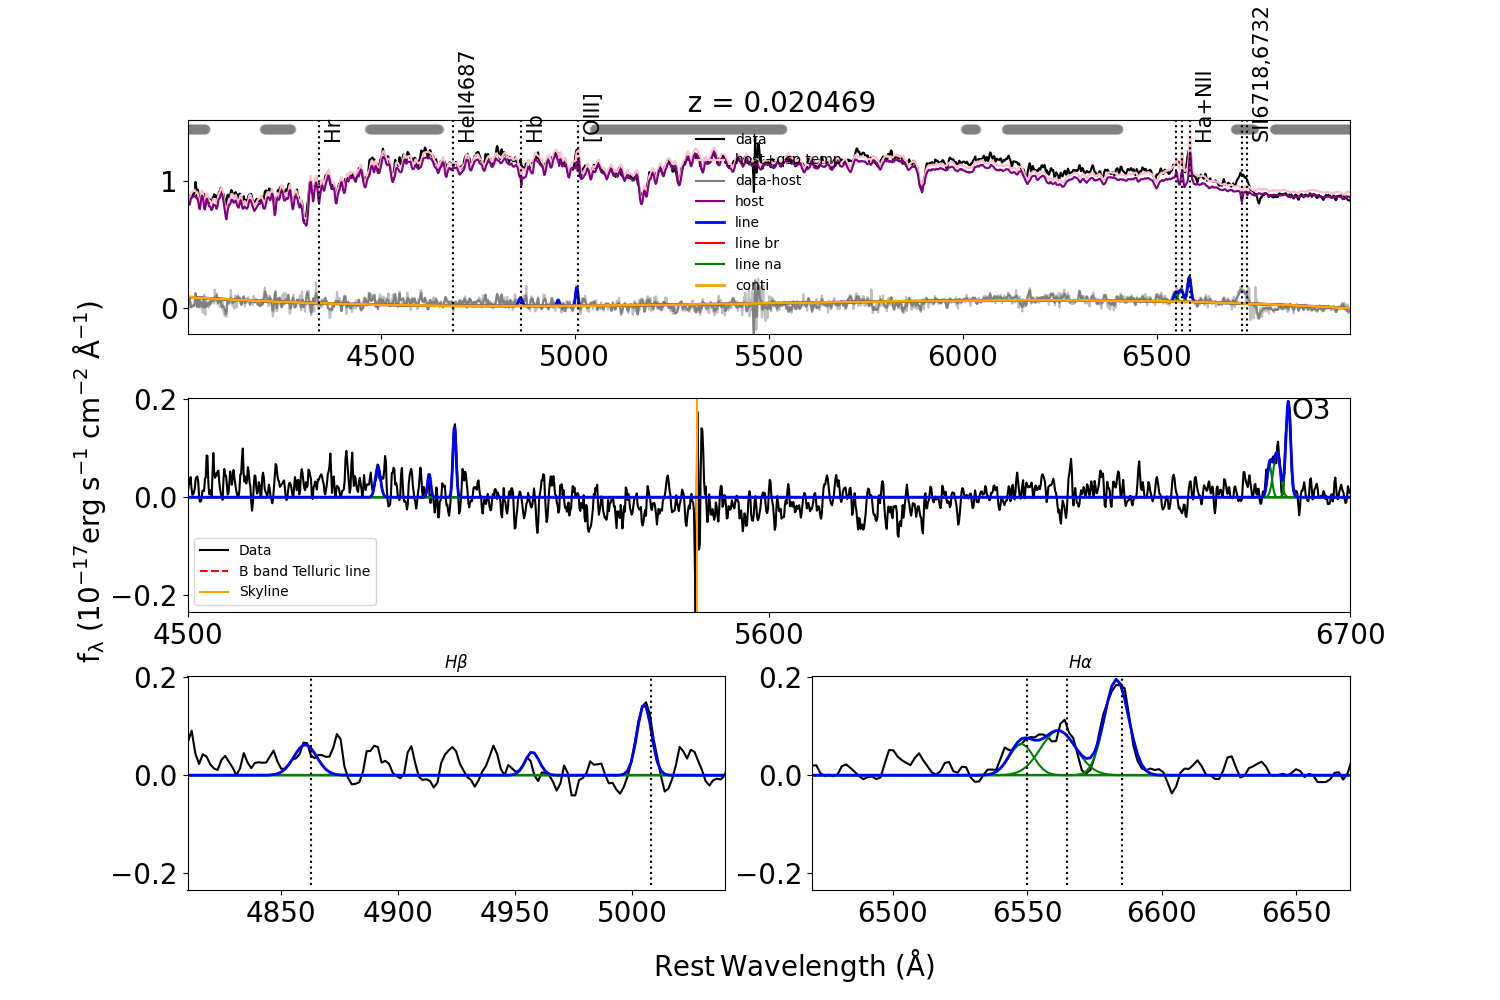 Hr
HeII4687
Hb
[OIII]
Ha+NII
SII6718,6732
z = 0.020469
data
host+qso temp
data-host
host
line
line br
line na
conti
1
0
4500
5000
5500
6000
6500
0.2
0.0
−0.2
O3
Data
B band Telluric line
Skyline
4500
5600
6700
fλ (10−17erg s−1 cm−2 Å−1)
Hβ
0.2
0.0
−0.2
4850
4900
4950
5000
Hα
0.2
0.0
−0.2
6500
6550
6600
6650
Rest Wavelength (Å)